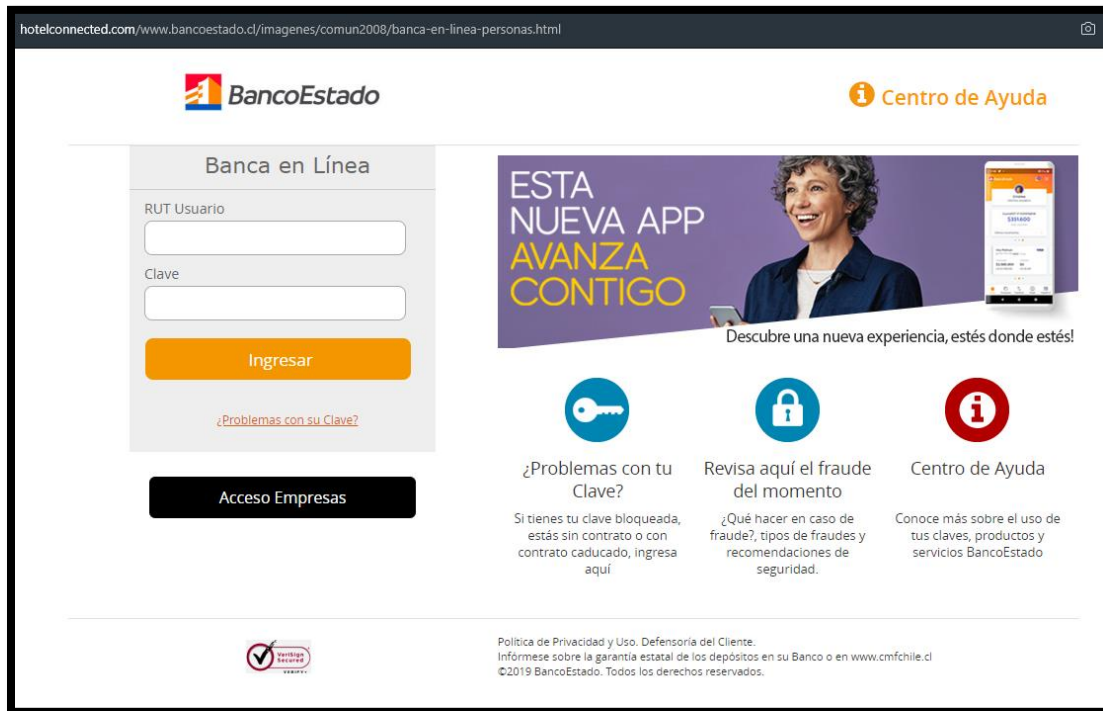 hotelconnected.com/www.bancoestado.cl/imagenes/comun2008/banca-en-linea-personas.html
BancoEstado
Centro de Ayuda
Banca en Línea
RUT Usuario
Clave
Ingresar
¿Problemas con su Clave?
Acceso Empresas
ESTA
NUEVA APP
AVANZA
CONTIGO
Descubre una nueva experiencia, estés donde estés!
¿Problemas con tu
Clave?
Si tienes tu clave bloqueada,
estás sin contrato o con
contrato caducado, ingresa
aquí
Revisa aquí el fraude
del momento
¿Qué hacer en caso de
fraude?, tipos de fraudes y
recomendaciones de
seguridad.
Centro de Ayuda
Conoce más sobre el uso de
tus claves, productos y
servicios BancoEstado
VeriSign
Secured
Política de Privacidad y Uso. Defensoría del Cliente.
Infórmese sobre la garantía estatal de los depósitos en su Banco o en www.cmfchile.cl
©2019 BancoEstado. Todos los derechos reservados.